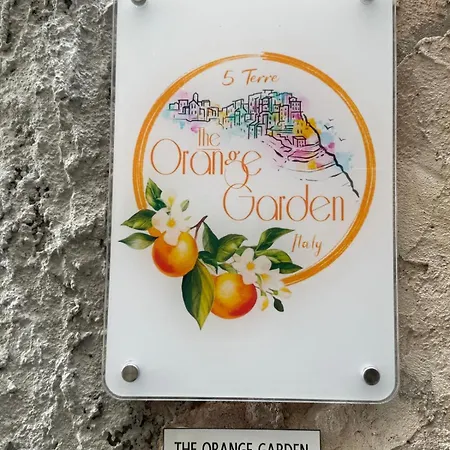 5 Terre
The
Orange
Garden
Italy
THE ORANGE GARDEN